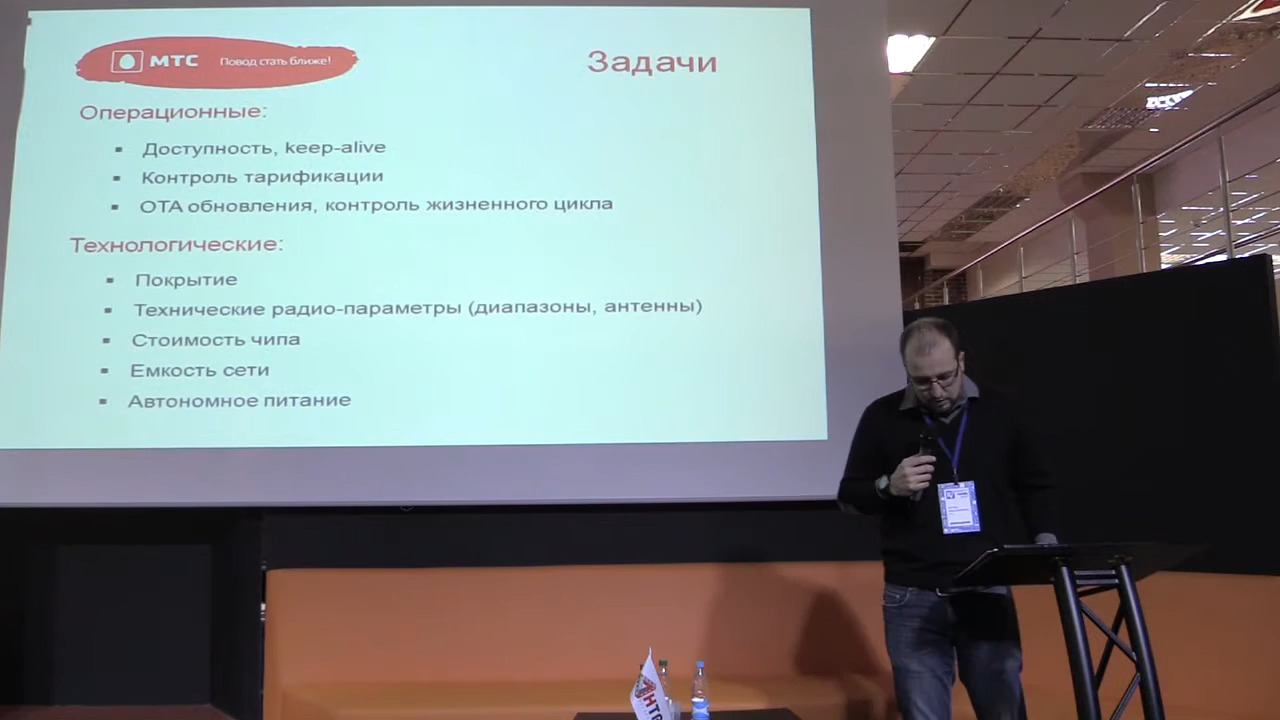 МТС Повод стать ближе!
Задачи
Операционные:
▪ Доступность, keep-alive
▪ Контроль тарификации
▪ ОТА обновления, контроль жизненного цикла
Технологические:
▪ Покрытие
▪ Технические радио-параметры (диапазоны, антенны)
▪ Стоимость чипа
▪ Емкость сети
▪ Автономное питание